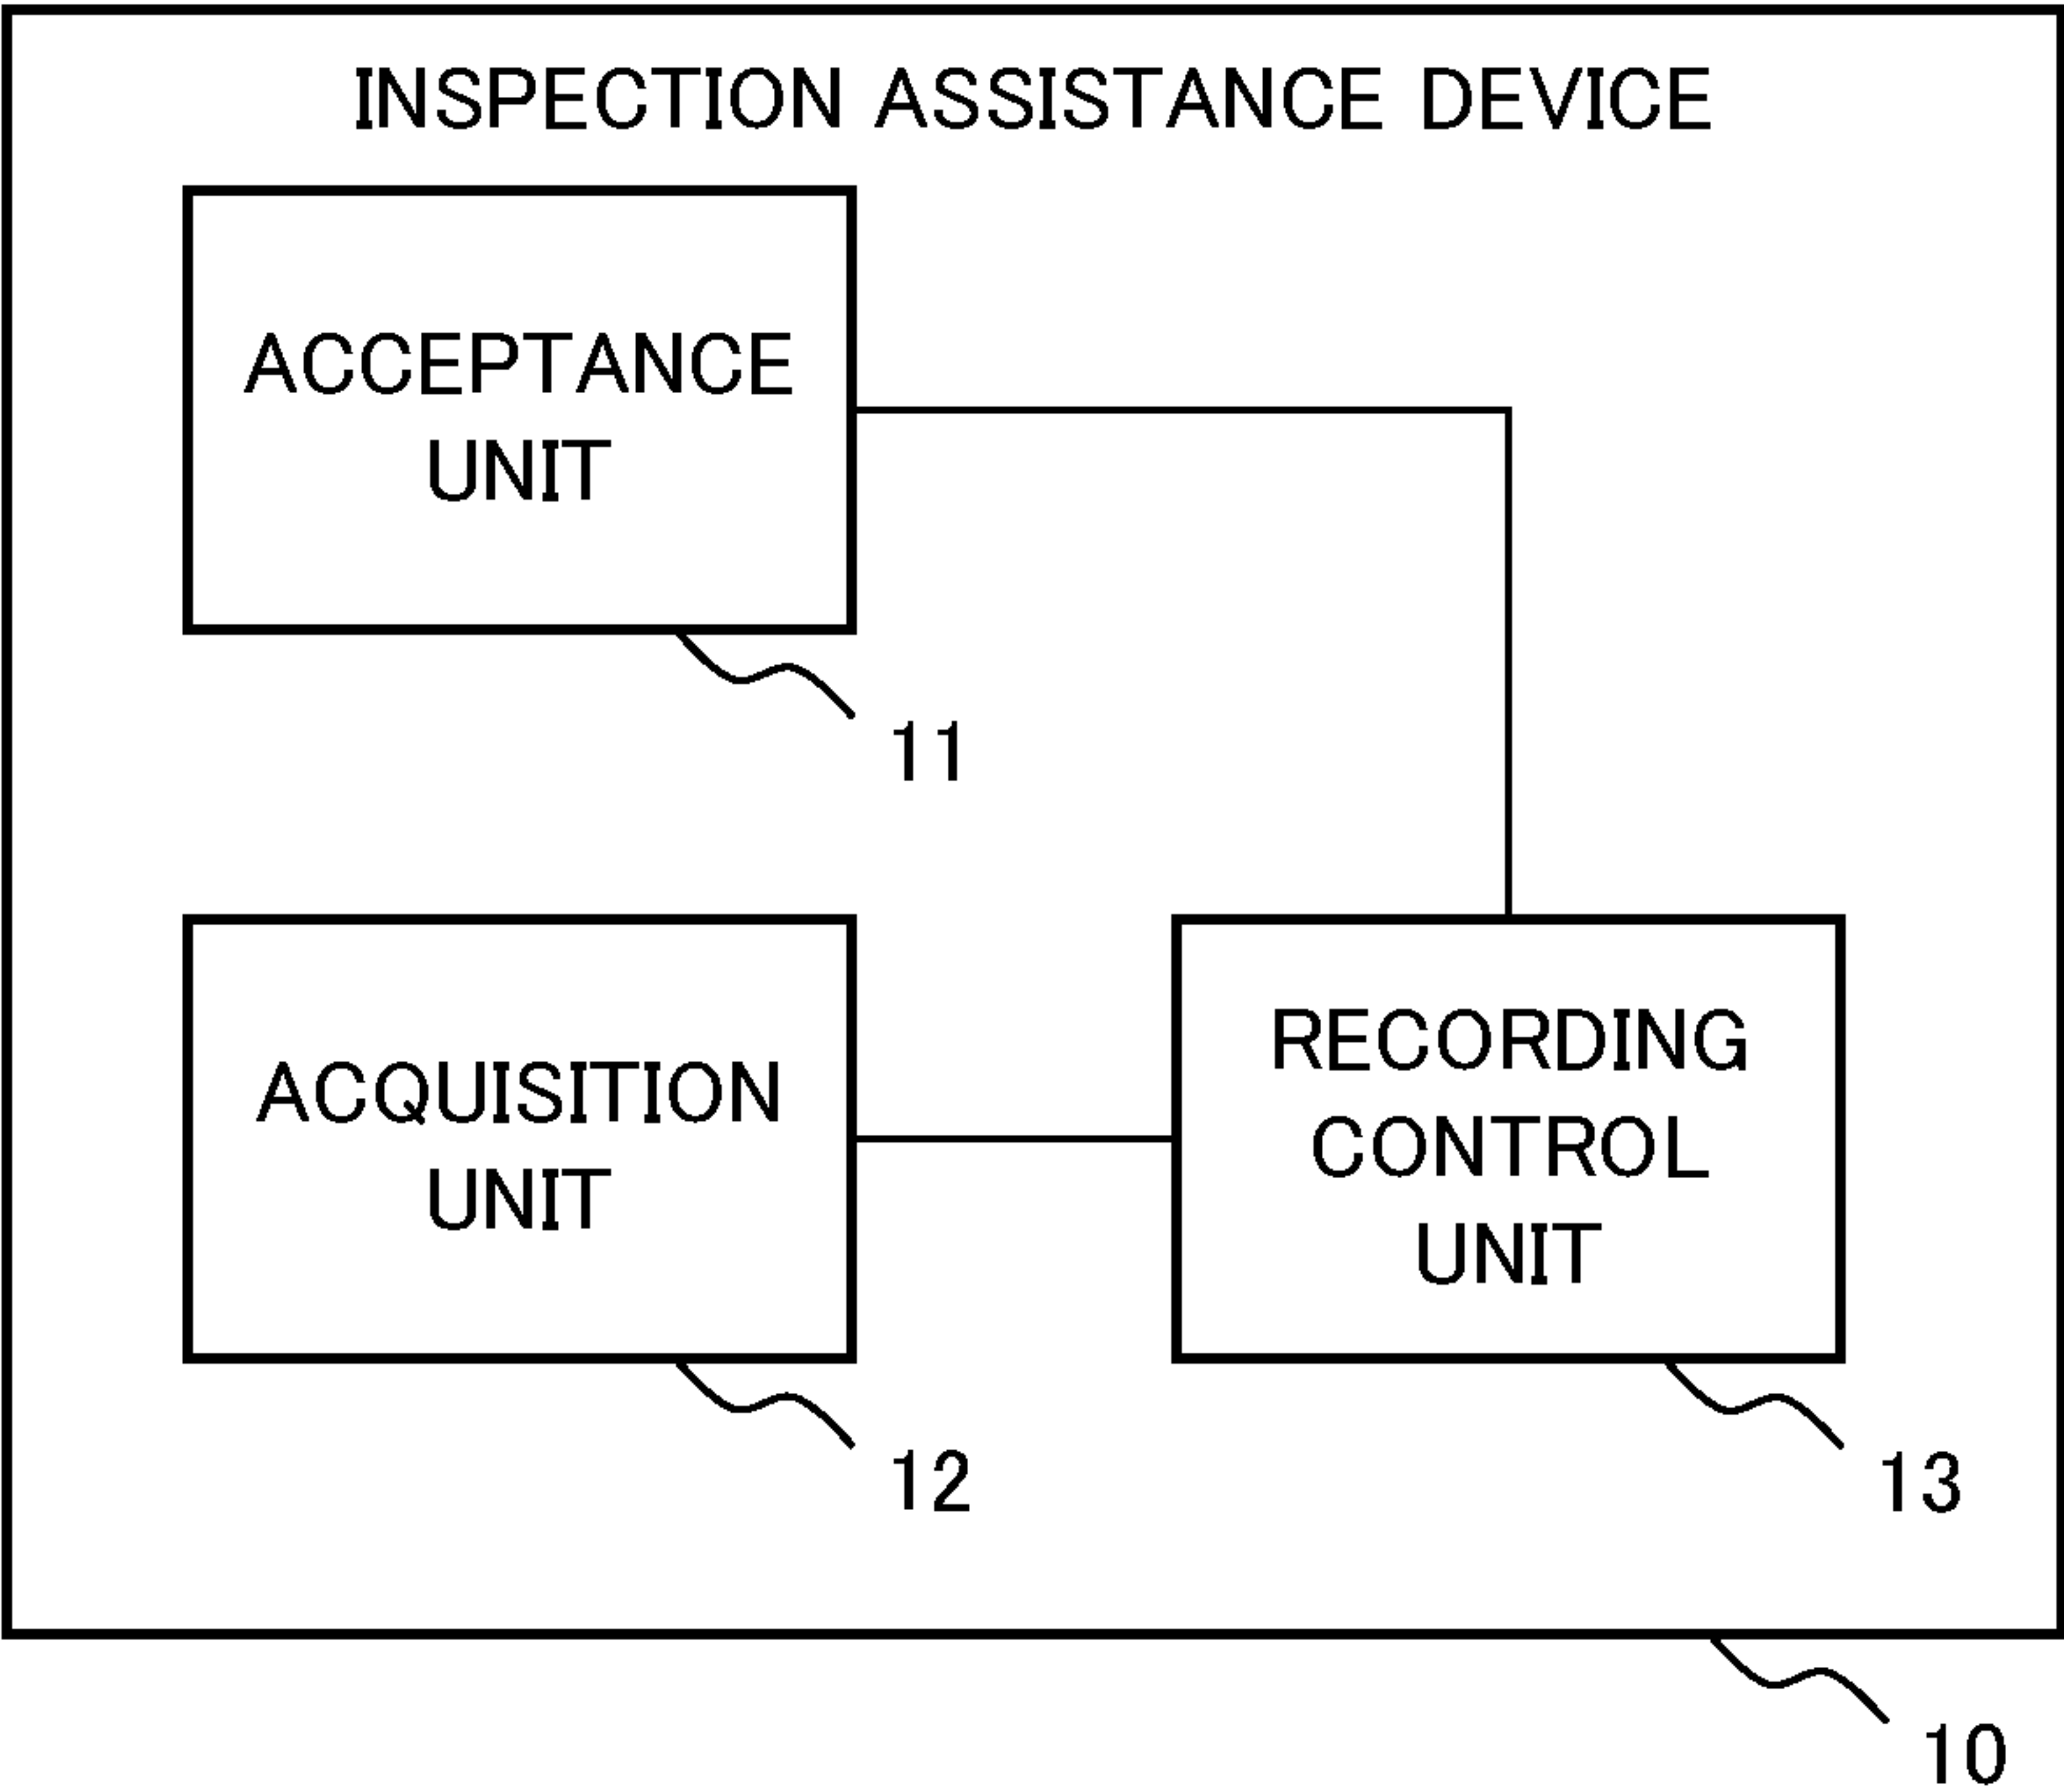 INSPECTION ASSISTANCE DEVICE
ACCEPTANCE
UNIT
11
ACQUISITION
UNIT
12
RECORDING
CONTROL
UNIT
13
10